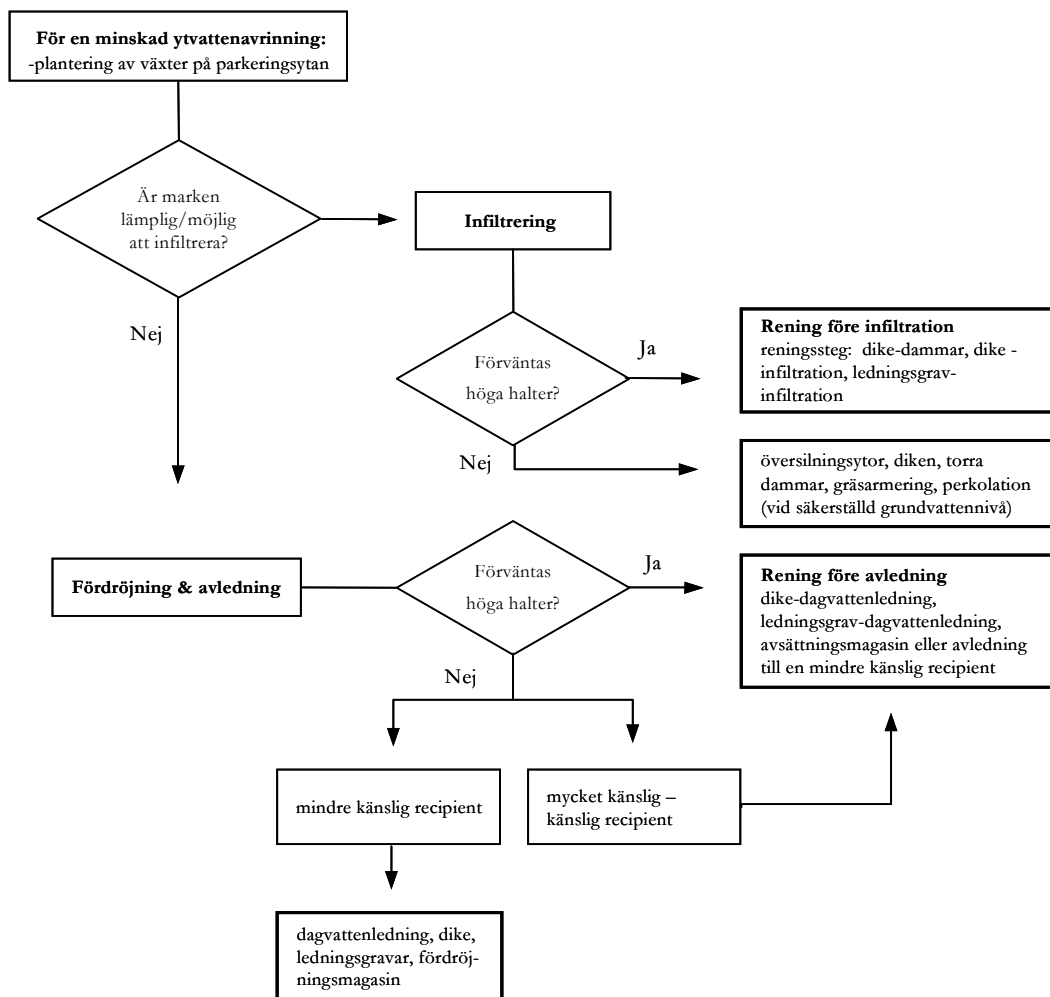 För en minskad ytvattenavrinning:
-plantering av växter på parkeringsytan
Är marken
lämplig/möjlig
att infiltrera?
Infiltrering
Nej
Förväntas
höga halter?
Ja
Rening före infiltration
reningssteg: dike-dammar, dike -
infiltration, ledningsgrav-
infiltration
Nej
översilningsytor, diken, torra
dammar, gräsarmering, perkolation
(vid säkerställd grundvattennivå)
Fördröjning & avledning
Förväntas
höga halter?
Ja
Rening före avledning
dike-dagvattenledning,
ledningsgrav-dagvattenledning,
avsättningsmagasin eller avledning
till en mindre känslig recipient
Nej
mindre känslig recipient
mycket känslig –
känslig recipient
dagvattenledning, dike,
ledningsgravar, fördröj-
ningsmagasin